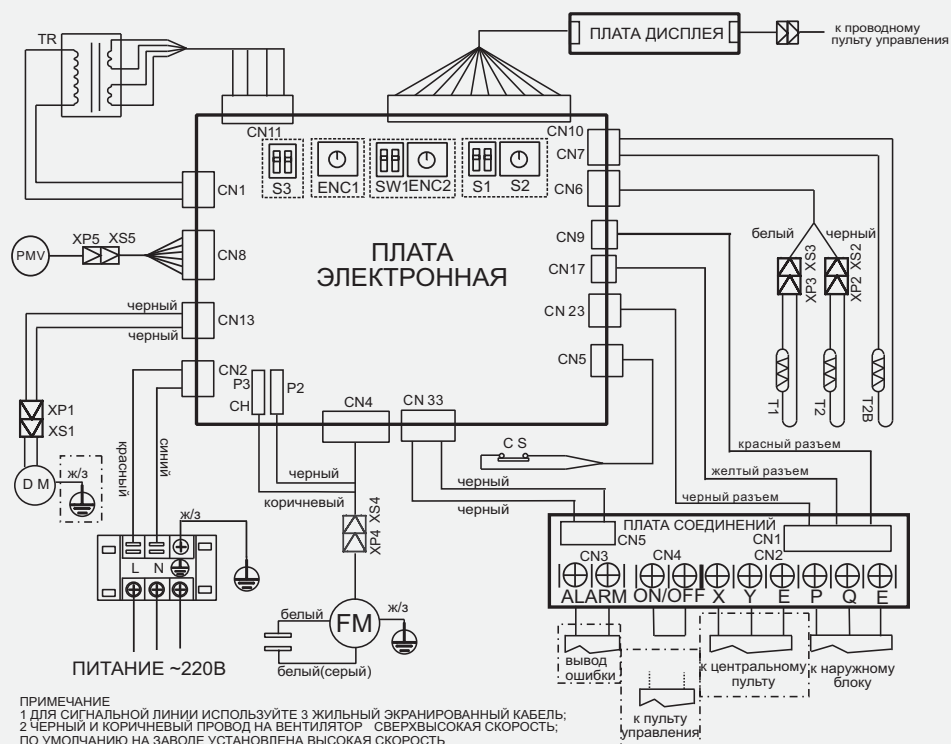 TR
ПЛАТА ДИСПЛЕЯ
к проводному
пульту управления
CN11
CN10
CN7
CN1
S3
ENC1
SW1
ENC2
S1
S2
CN6
XP5 XS5
PMV
CN8
ПЛАТА
ЭЛЕКТРОННАЯ
CN9
белый
черный
XP3 XS3
XP2 XS2
CN17
черный
черный
CN13
CN 23
CN2
CN5
P3
P2
CH
CN4
CN 33
XP1
XS1
T1
T2
T2B
красный
синий
C S
красный разъем
D M
ж/з
черный
коричневый
черный
черный
желтый разъем
черный разъем
ж/з
XP4 XS4
ПЛАТА СОЕДИНЕНИЙ
CN5
CN1
CN3
CN4
CN2
L
N
ALARM
ON/OFF
X
Y
E
P
Q
E
белый
FM
ж/з
белый(серый)
ПИТАНИЕ ~220В
вывод
ошибки
к центральному
пульту
к наружному
блоку
к пульту
управления
ПРИМЕЧАНИЕ
1 ДЛЯ СИГНАЛЬНОЙ ЛИНИИ ИСПОЛЬЗУЙТЕ 3 ЖИЛЬНЫЙ ЭКРАНИРОВАННЫЙ КАБЕЛЬ;
2 ЧЕРНЫЙ И КОРИЧНЕВЫЙ ПРОВОД НА ВЕНТИЛЯТОР СВЕРХВЫСОКАЯ СКОРОСТЬ;
ПО УМОЛЧАНИЮ НА ЗАВОДЕ УСТАНОВЛЕНА ВЫСОКАЯ СКОРОСТЬ